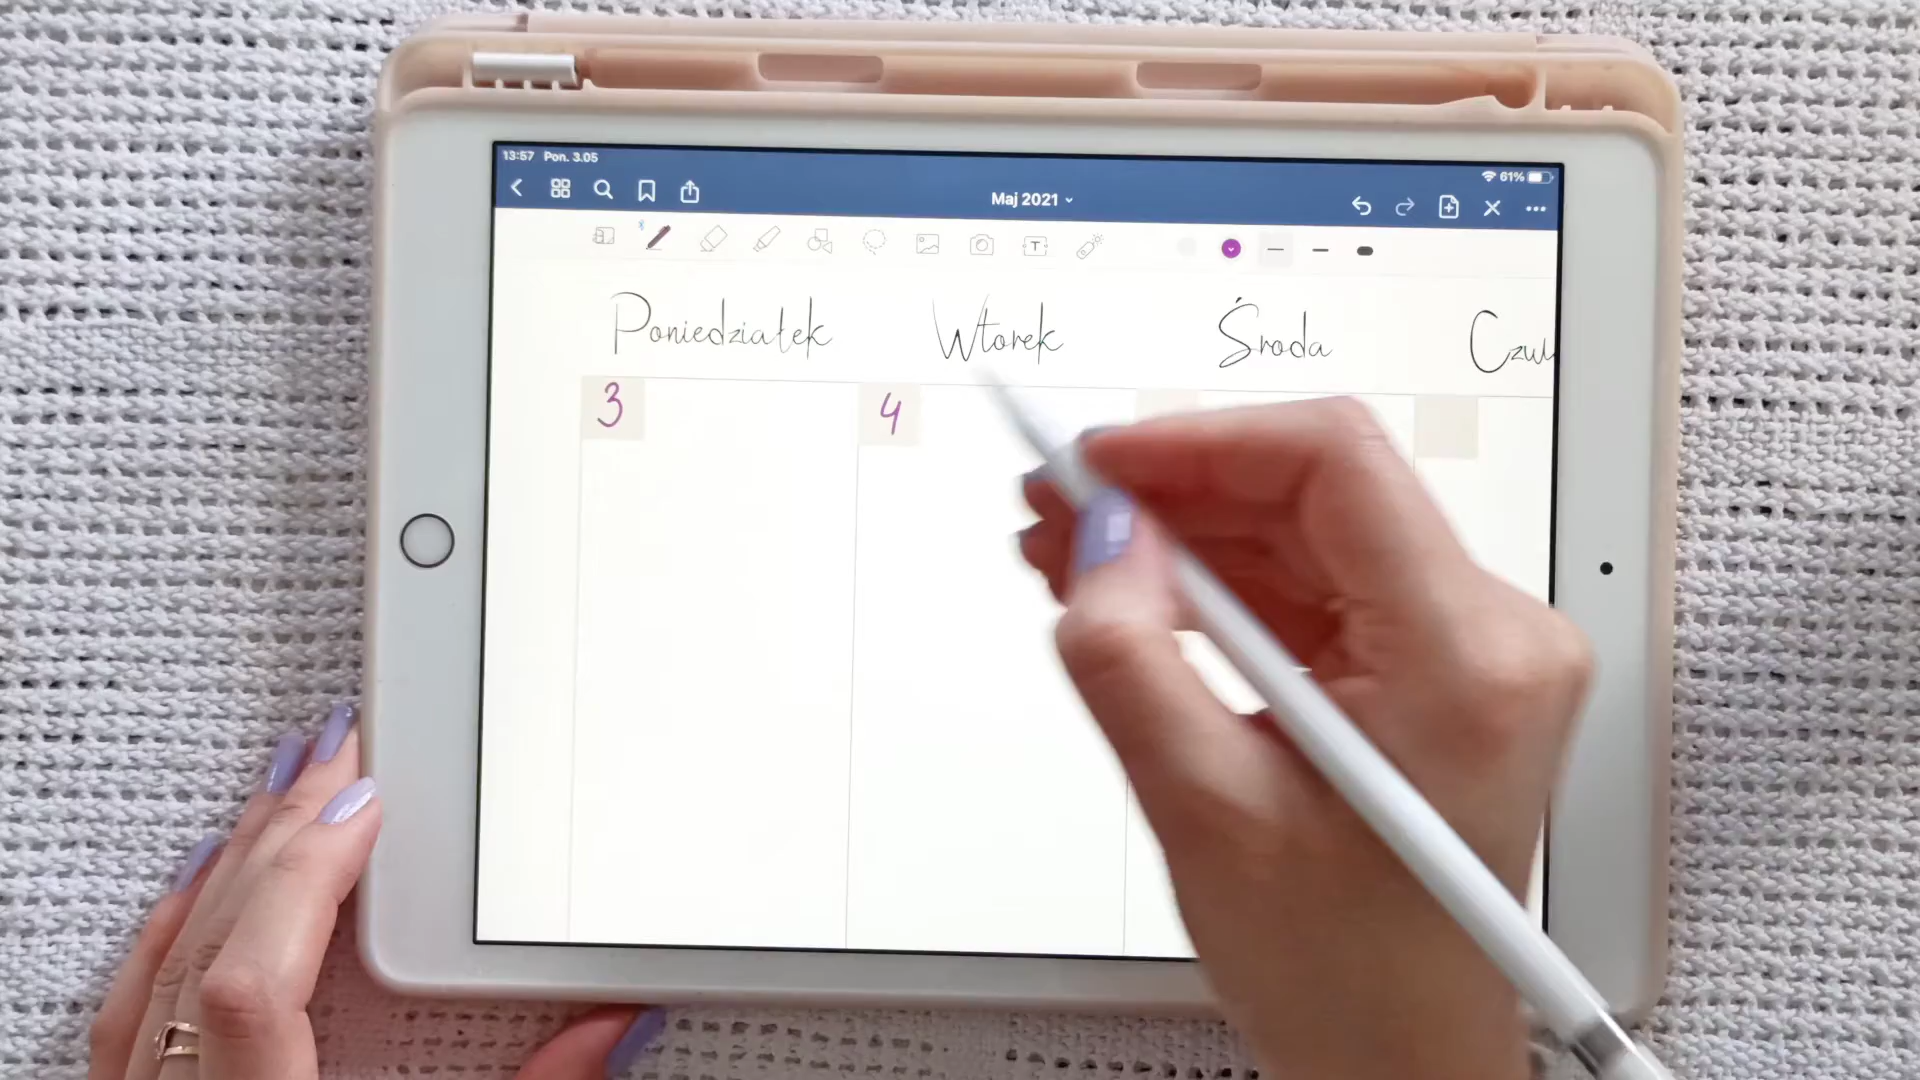 13:57 Pon. 3.05
61%
Maj 2021
T
Poniedziałek Wtorek Środa
3 4